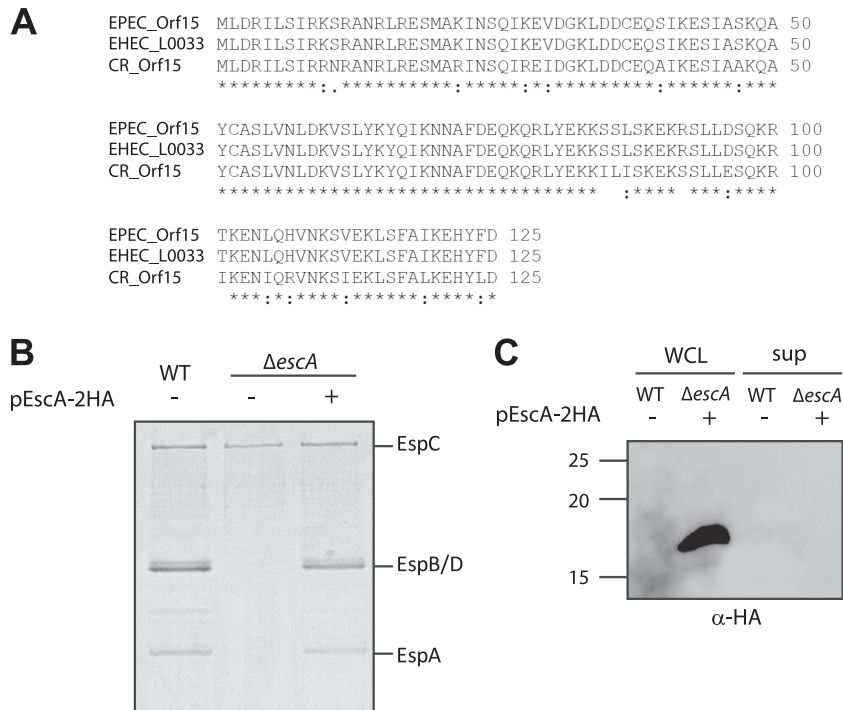 A
EPEC_Orf15 MLDRILSIRKSRANRLRESMAKINSQIKEVDGKLDDCEQSIKESIASKQA 50
EHEC_L0033 MLDRILSIRKSRANRLRESMAKINSQIKEVDGKLDDCEQSIKESIASKQA 50
CR_Orf15 MLDRILSIRRNRANRLRESMARINSQIREIDGKLDDCEQAIKESIAAKQA 50
**********:.**********:*****:*:*********:******:***
EPEC_Orf15 YCASLVNLDKVSLYKYQIKNNAFDEQKQRLYEKKSSLSKEKRSLLDSQKR 100
EHEC_L0033 YCASLVNLDKVSLYKYQIKNNAFDEQKQRLYEKKSSLSKEKRSLLDSQKR 100
CR_Orf15 YCASLVNLDKVSLYKYQIKNNAFDEQKQRLYEKKILISKEKSSLLESQKR 100
********************************** :**** ***:****
EPEC_Orf15 TKENLQHVNKSVEKLSFAIKEHYFD 125
EHEC_L0033 TKENLQHVNKSVEKLSFAIKEHYFD 125
CR_Orf15 IKENIQRVNKSIEKLSFALKEHYLD 125
***:*:****:******:****:*
B
WT ΔescA
pEscA-2HA - - +
EspC
EspB/D
EspA
C
WCL sup
WT ΔescA WT ΔescA
pEscA-2HA - + - +
25
20
15
α-HA